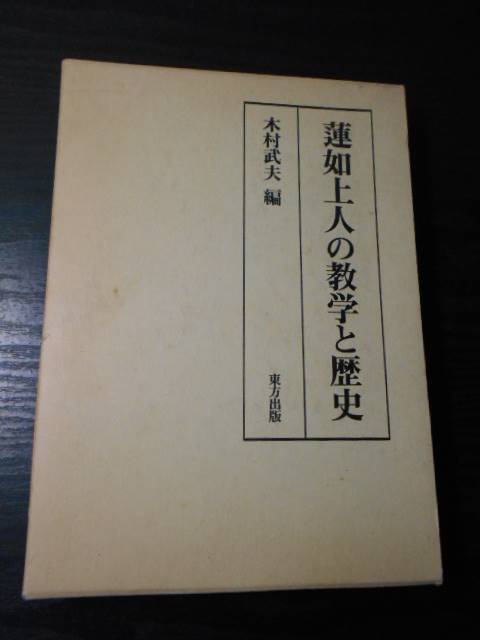 蓮如上人の教学と歴史
木村武夫 編
東方出版